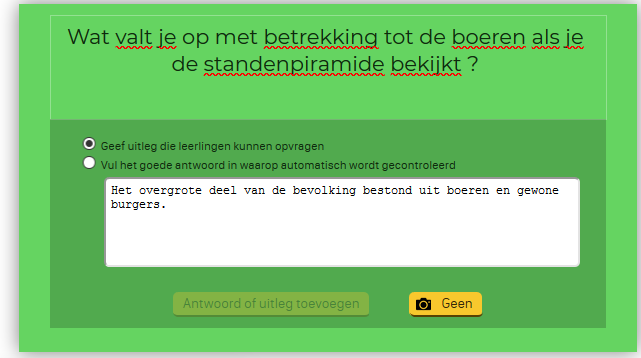 Wat valt je op met betrekking tot de boeren als je
de standenpiramide bekijkt ?
Geef uitleg die leerlingen kunnen opvragen
Vul het goede antwoord in waarop automatisch wordt gecontroleerd
Het overgrote deel van de bevolking bestond uit boeren en gewone
burgers.
Antwoord of uitleg toevoegen
Geen